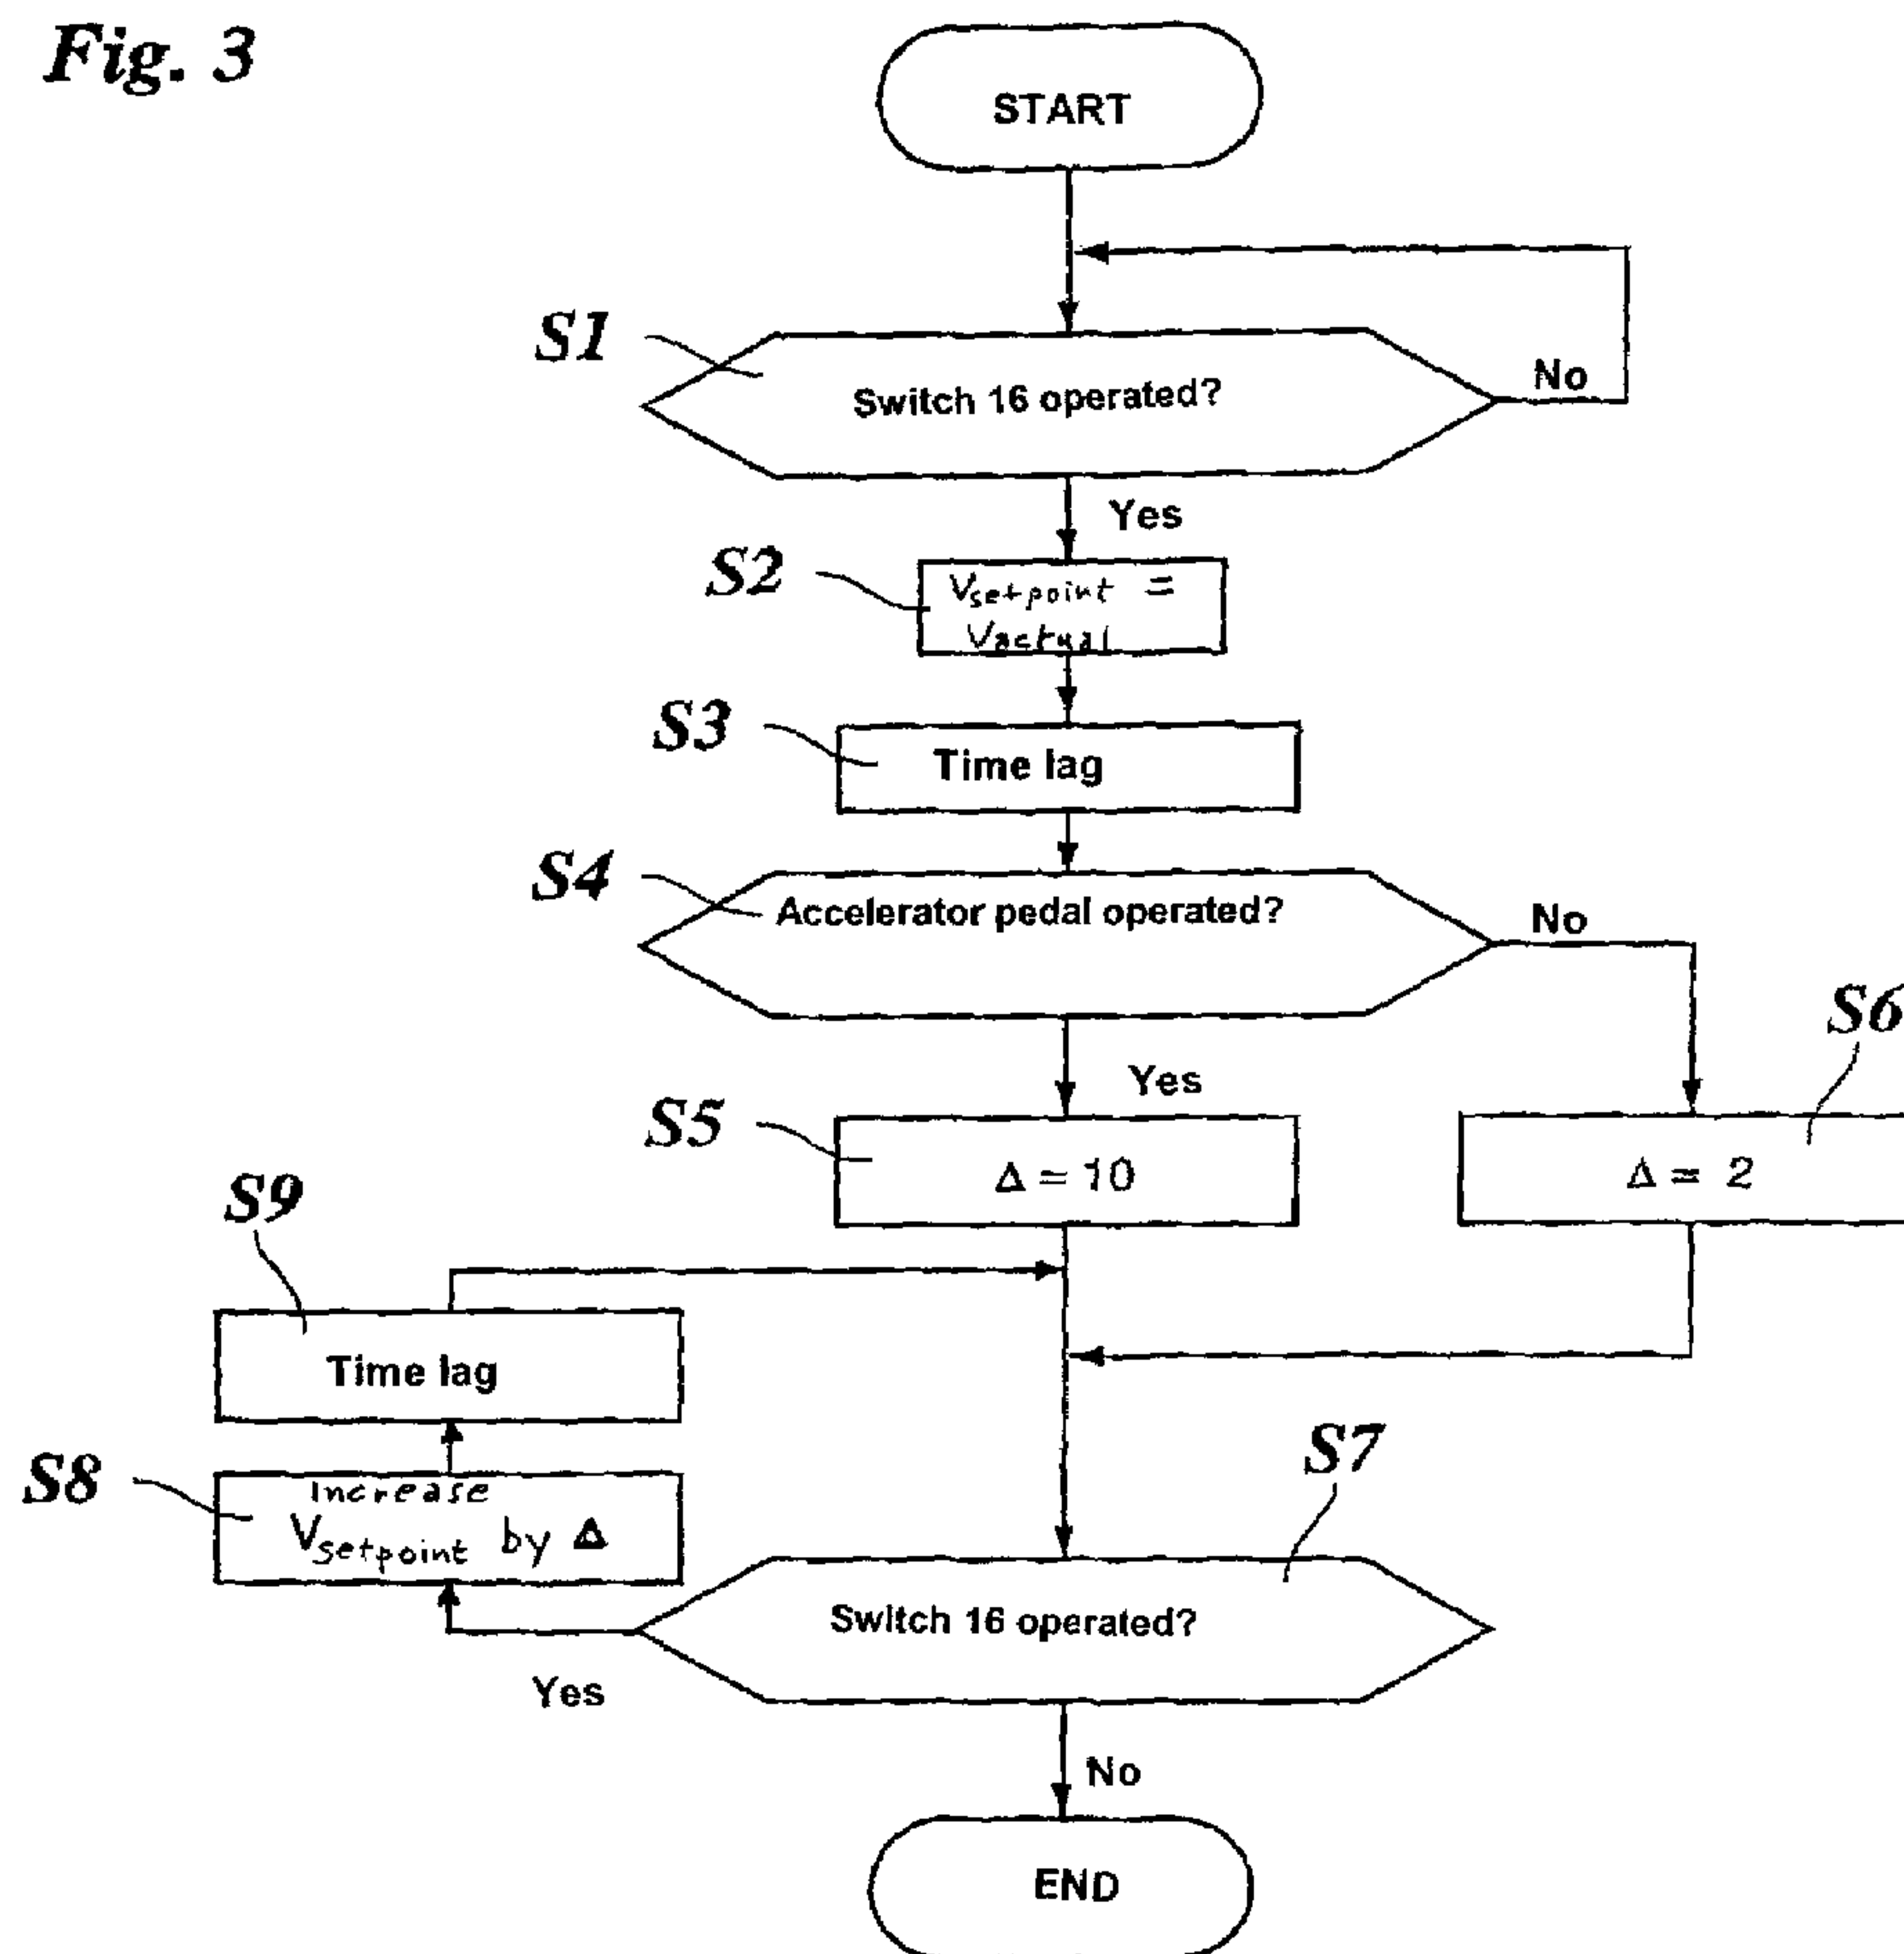 Fig. 3
START
S1
Switch 16 operated?
No
Yes
S2
Vsetpoint =
Vactual
S3
Time lag
S4
Accelerator pedal operated?
No
Yes
S5
Δ = 10
S6
Δ = 2
S9
Time lag
S8
Increase
Vsetpoint by Δ
S7
Switch 16 operated?
Yes
No
END